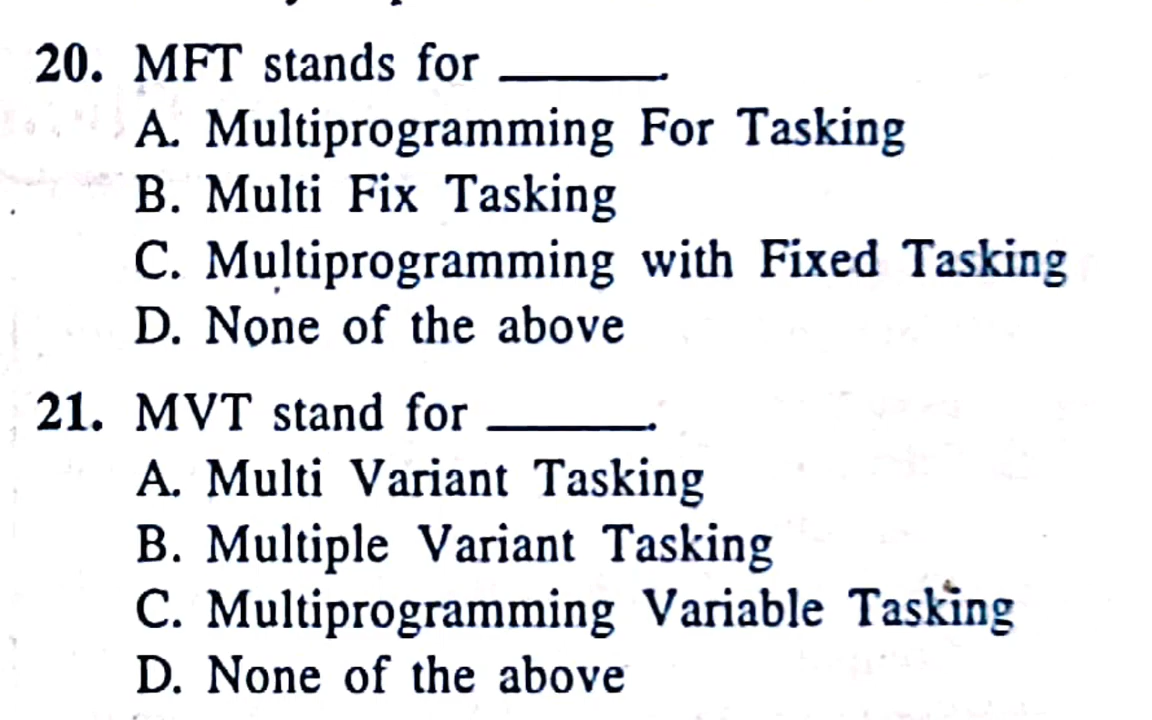 20. MFT stands for ______.
A. Multiprogramming For Tasking
B. Multi Fix Tasking
C. Multiprogramming with Fixed Tasking
D. None of the above
21. MVT stand for ______.
A. Multi Variant Tasking
B. Multiple Variant Tasking
C. Multiprogramming Variable Tasking
D. None of the above